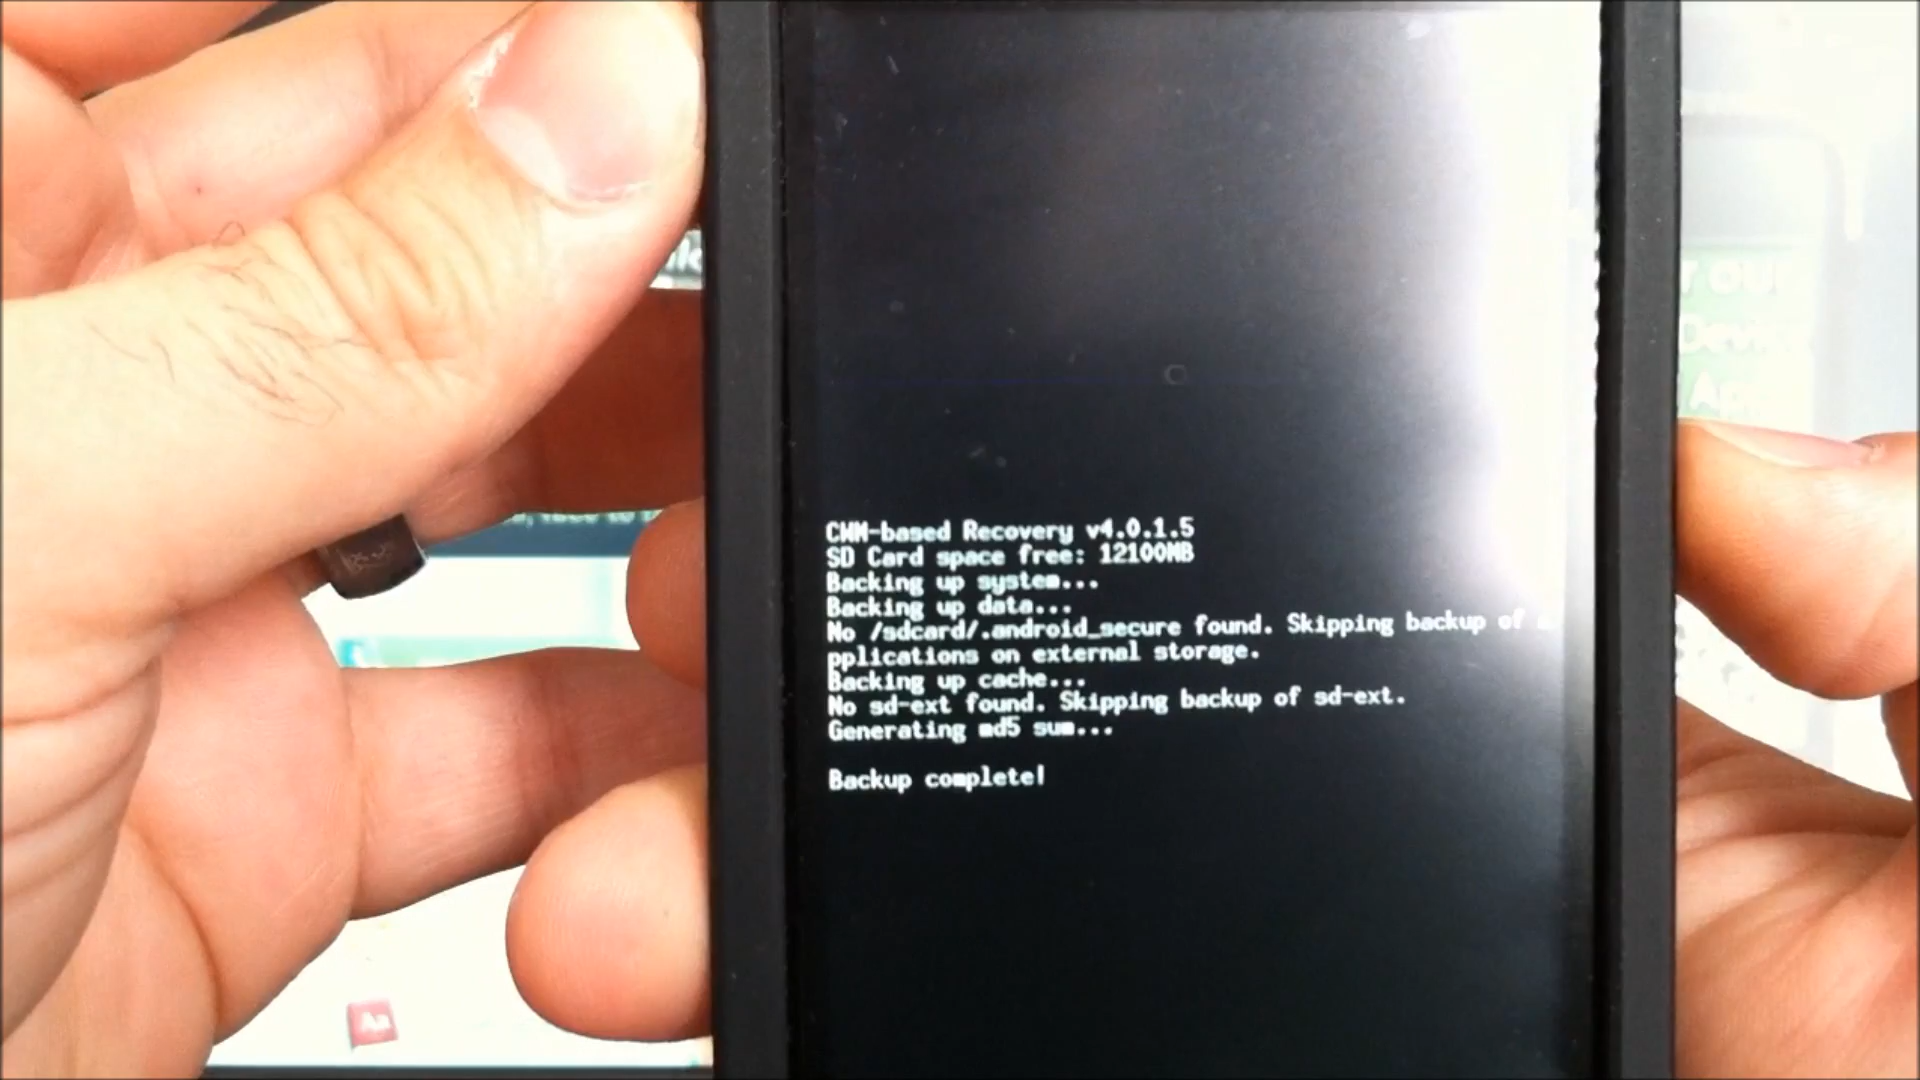 CWM-based Recovery v4.0.1.5
SD Card space free: 12100MB
Backing up system...
Backing up data...
No /sdcard/.android_secure found. Skipping backup of a
pplications on external storage.
Backing up cache...
No sd-ext found. Skipping backup of sd-ext.
Generating md5 sum...
Backup complete!
Aa